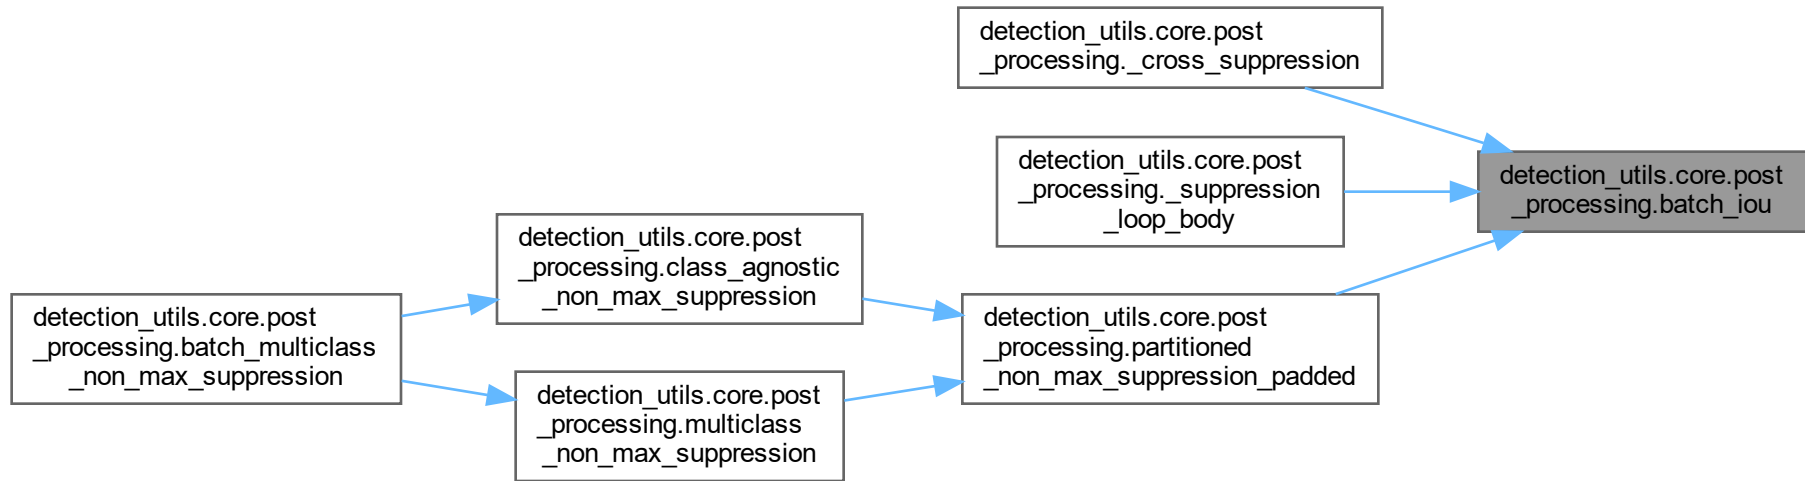 detection_utils.core.post
_processing._cross_suppression
detection_utils.core.post
_processing._suppression
_loop_body
detection_utils.core.post
_processing.batch_iou
detection_utils.core.post
_processing.class_agnostic
_non_max_suppression
detection_utils.core.post
_processing.batch_multiclass
_non_max_suppression
detection_utils.core.post
_processing.partitioned
_non_max_suppression_padded
detection_utils.core.post
_processing.multiclass
_non_max_suppression